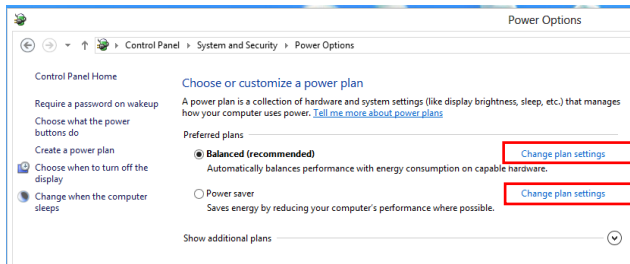 Power Options
Control Panel System and Security Power Options
Control Panel Home
Require a password on wakeup
Choose what the power
buttons do
Create a power plan
Choose when to turn off the
display
Change when the computer
sleeps
Choose or customize a power plan
A power plan is a collection of hardware and system settings (like display brightness, sleep, etc.) that manages
how your computer uses power. Tell me more about power plans
Preferred plans
Balanced (recommended) Change plan settings
Automatically balances performance with energy consumption on capable hardware.
Power saver Change plan settings
Saves energy by reducing your computer's performance where possible.
Show additional plans